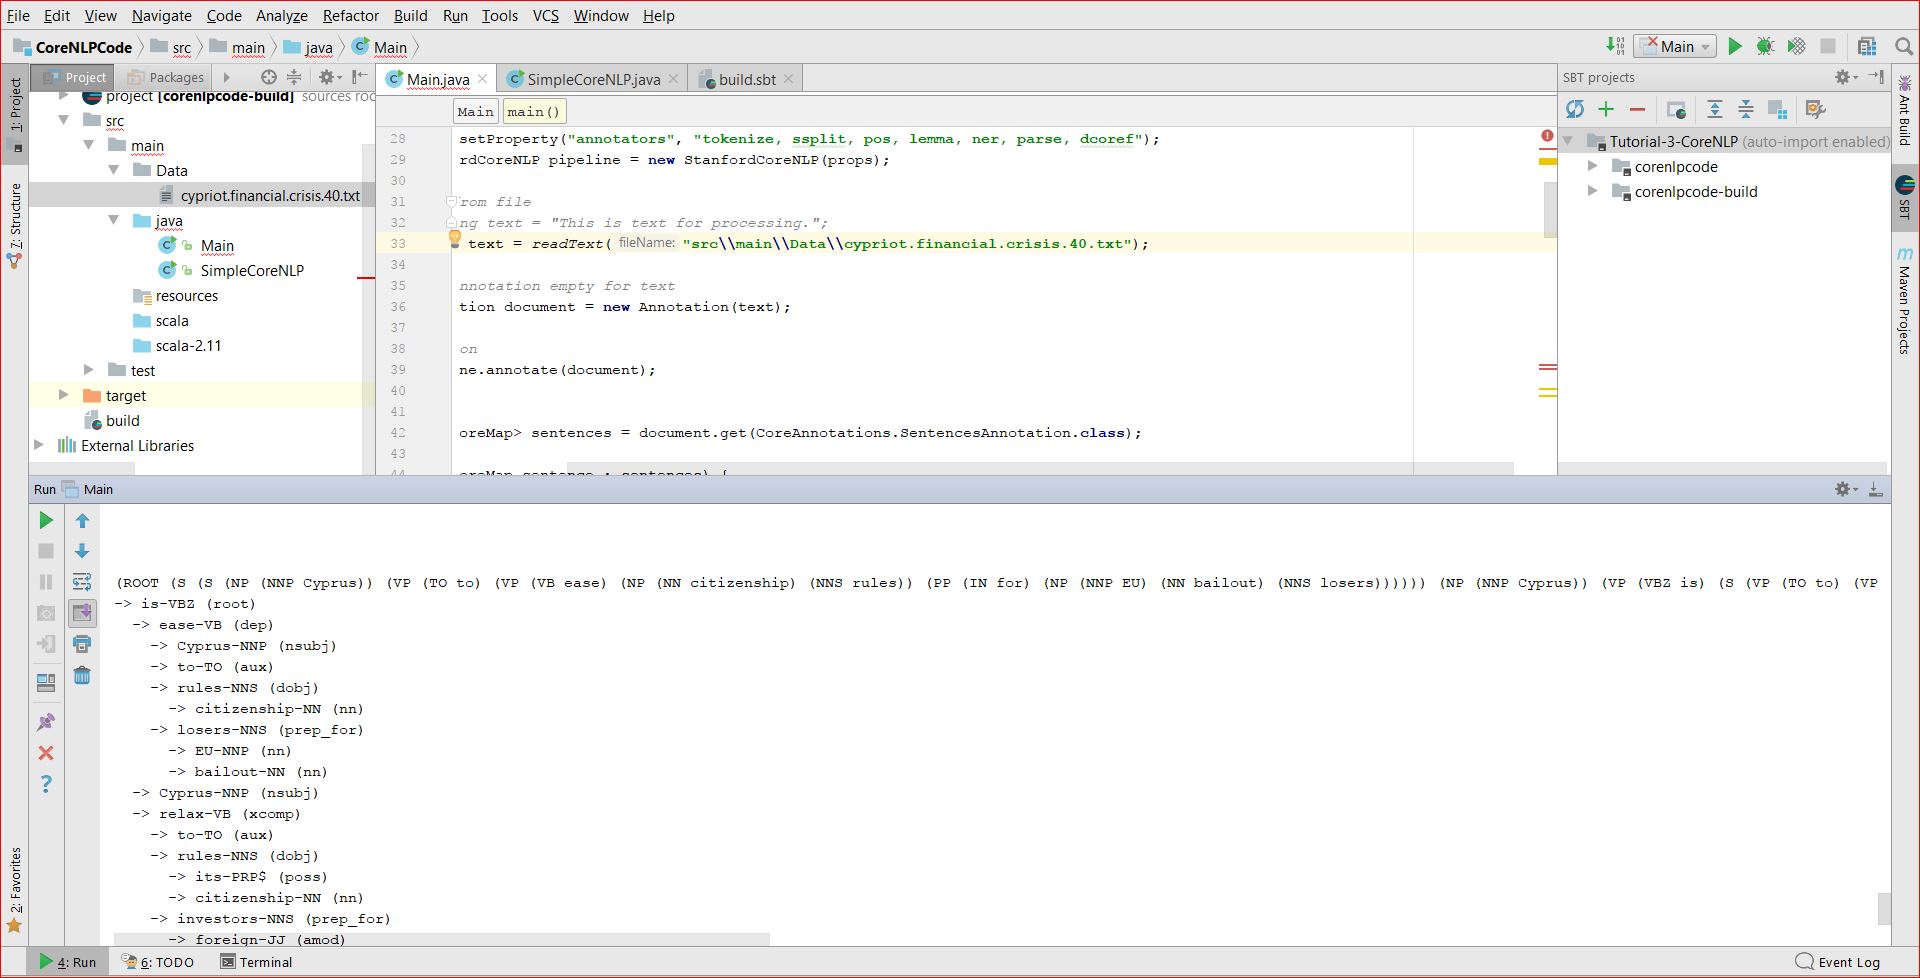 File Edit View Navigate Code Analyze Refactor Build Run Tools VCS Window Help
CoreNLPCode src main java Main
Main
Project Packages
Main.java SimpleCoreNLP.java build.sbt
SBT projects
1: Project
7: Structure
2: Favorites
project [corenlpcode-build] sources roo
src
main
Data
cypriot.financial.crisis.40.txt
java
Main
SimpleCoreNLP
resources
scala
scala-2.11
test
target
build
External Libraries
Main main()
28 setProperty("annotators", "tokenize, ssplit, pos, lemma, ner, parse, dcoref");
29 rdCoreNLP pipeline = new StanfordCoreNLP(props);
30
31 rom file
32 ng text = "This is text for processing.";
33 text = readText( fileName: "src\\main\\Data\\cypriot.financial.crisis.40.txt");
34
35 nnotation empty for text
36 tion document = new Annotation(text);
37
38 on
39 ne.annotate(document);
40
41
42 oreMap> sentences = document.get(CoreAnnotations.SentencesAnnotation.class);
43
44 oreMap sentence : sentences) {
Tutorial-3-CoreNLP (auto-import enabled)
corenlpcode
corenlpcode-build
Ant Build
SBT
Maven Projects
Run Main
(ROOT (S (S (NP (NNP Cyprus)) (VP (TO to) (VP (VB ease) (NP (NN citizenship) (NNS rules)) (PP (IN for) (NP (NNP EU) (NN bailout) (NNS losers)))))) (NP (NNP Cyprus)) (VP (VBZ is) (S (VP (TO to) (VP
-> is-VBZ (root)
-> ease-VB (dep)
-> Cyprus-NNP (nsubj)
-> to-TO (aux)
-> rules-NNS (dobj)
-> citizenship-NN (nn)
-> losers-NNS (prep_for)
-> EU-NNP (nn)
-> bailout-NN (nn)
-> Cyprus-NNP (nsubj)
-> relax-VB (xcomp)
-> to-TO (aux)
-> rules-NNS (dobj)
-> its-PRP$ (poss)
-> citizenship-NN (nn)
-> investors-NNS (prep_for)
-> foreign-JJ (amod)
4: Run 6: TODO Terminal
Event Log